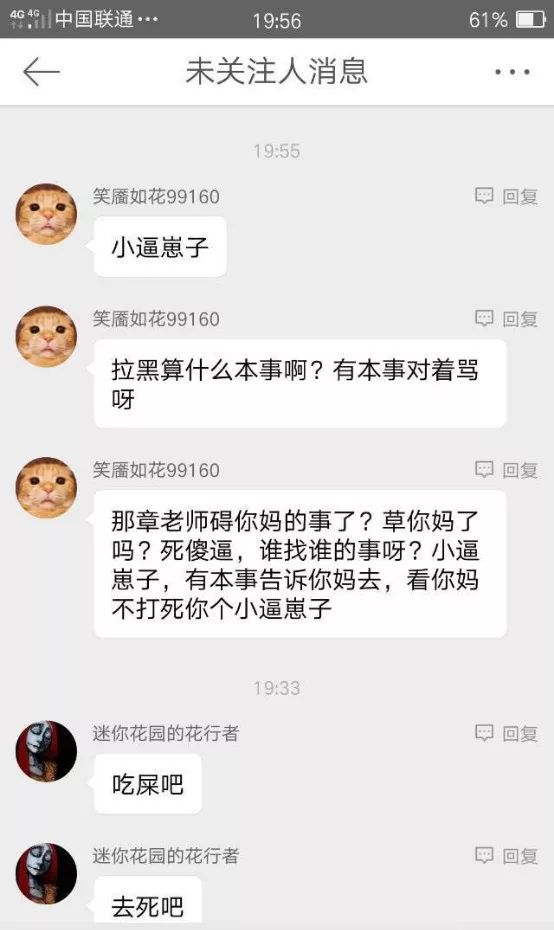 4G 4G 中国联通··· 19:56 61%
未关注人消息 ···
19:55
笑靥如花99160 回复
小逼崽子
笑靥如花99160 回复
拉黑算什么本事啊？有本事对着骂
呀
笑靥如花99160 回复
那章老师碍你妈的事了？草你妈了
吗？死傻逼，谁找谁的事呀？小逼
崽子，有本事告诉你妈去，看你妈
不打死你个小逼崽子
19:33
迷你花园的花行者 回复
吃屎吧
迷你花园的花行者 回复
去死吧